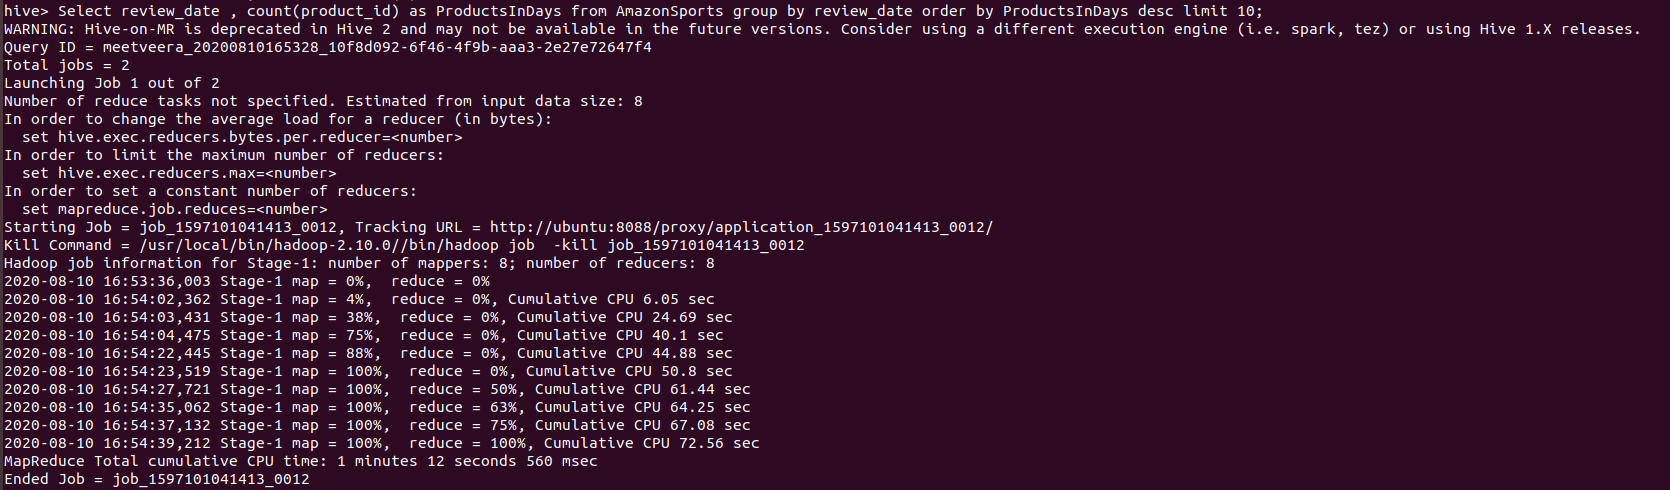 hive> Select review_date , count(product_id) as ProductsInDays from AmazonSports group by review_date order by ProductsInDays desc limit 10;
WARNING: Hive-on-MR is deprecated in Hive 2 and may not be available in the future versions. Consider using a different execution engine (i.e. spark, tez) or using Hive 1.X releases.
Query ID = meetveera_20200810165328_10f8d092-6f46-4f9b-aaa3-2e27e72647f4
Total jobs = 2
Launching Job 1 out of 2
Number of reduce tasks not specified. Estimated from input data size: 8
In order to change the average load for a reducer (in bytes):
  set hive.exec.reducers.bytes.per.reducer=<number>
In order to limit the maximum number of reducers:
  set hive.exec.reducers.max=<number>
In order to set a constant number of reducers:
  set mapreduce.job.reduces=<number>
Starting Job = job_1597101041413_0012, Tracking URL = http://ubuntu:8088/proxy/application_1597101041413_0012/
Kill Command = /usr/local/bin/hadoop-2.10.0//bin/hadoop job  -kill job_1597101041413_0012
Hadoop job information for Stage-1: number of mappers: 8; number of reducers: 8
2020-08-10 16:53:36,003 Stage-1 map = 0%,  reduce = 0%
2020-08-10 16:54:02,362 Stage-1 map = 4%,  reduce = 0%, Cumulative CPU 6.05 sec
2020-08-10 16:54:03,431 Stage-1 map = 38%,  reduce = 0%, Cumulative CPU 24.69 sec
2020-08-10 16:54:04,475 Stage-1 map = 75%,  reduce = 0%, Cumulative CPU 40.1 sec
2020-08-10 16:54:22,445 Stage-1 map = 88%,  reduce = 0%, Cumulative CPU 44.88 sec
2020-08-10 16:54:23,519 Stage-1 map = 100%,  reduce = 0%, Cumulative CPU 50.8 sec
2020-08-10 16:54:27,721 Stage-1 map = 100%,  reduce = 50%, Cumulative CPU 61.44 sec
2020-08-10 16:54:35,062 Stage-1 map = 100%,  reduce = 63%, Cumulative CPU 64.25 sec
2020-08-10 16:54:37,132 Stage-1 map = 100%,  reduce = 75%, Cumulative CPU 67.08 sec
2020-08-10 16:54:39,212 Stage-1 map = 100%,  reduce = 100%, Cumulative CPU 72.56 sec
MapReduce Total cumulative CPU time: 1 minutes 12 seconds 560 msec
Ended Job = job_1597101041413_0012